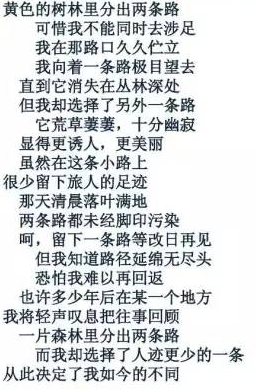 黄色的树林里分出两条路
可惜我不能同时去涉足
我在那路口久久伫立
我向着一条路极目望去
直到它消失在丛林深处
但我却选择了另外一条路
它荒草萋萋，十分幽寂
显得更诱人，更美丽
虽然在这条小路上
很少留下旅人的足迹
那天清晨落叶满地
两条路都未经脚印污染
呵，留下一条路等改日再见
但我知道路径延绵无尽头
恐怕我难以再回返
也许多少年后在某一个地方
我将轻声叹息把往事回顾
一片森林里分出两条路
而我却选择了人迹更少的一条
从此决定了我如今的不同